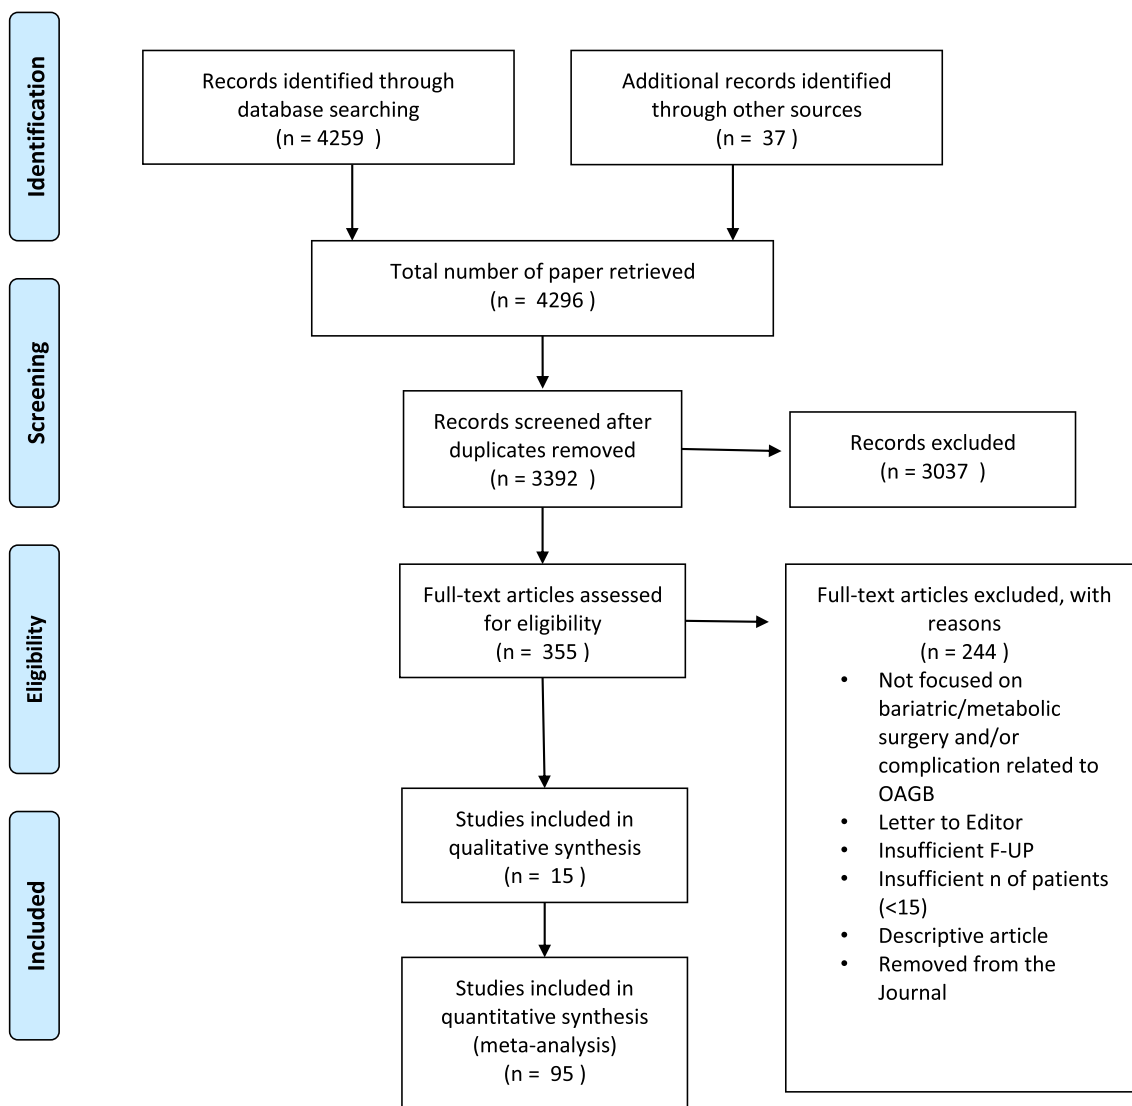 Identification
Records identified through
database searching
(n = 4259  )
Additional records identified
through other sources
(n =  37 )
Total number of paper retrieved
(n =  4296 )
Screening
Records screened after
duplicates removed
(n = 3392  )
Records excluded
(n = 3037  )
Eligibility
Full-text articles assessed
for eligibility
(n =  355 )
Full-text articles excluded, with
reasons
(n = 244 )
• Not focused on
bariatric/metabolic
surgery and/or
complication related to
OAGB
• Letter to Editor
• Insufficient F-UP
• Insufficient n of patients
(<15)
• Descriptive article
• Removed from the
Journal
Included
Studies included in
qualitative synthesis
(n =  15 )
Studies included in
quantitative synthesis
(meta-analysis)
(n =  95 )